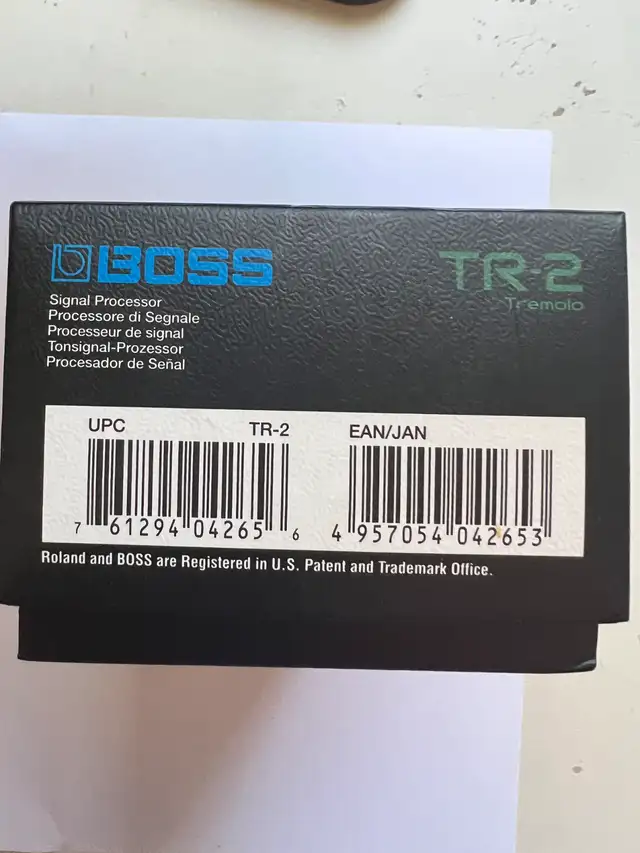 BOSS
TR-2
Tremolo
Signal Processor
Processore di Segnale
Processeur de signal
Tonsignal-Prozessor
Procesador de Señal
UPC TR-2
7 61294 04265 6
EAN/JAN
4 957054 042653
Roland and BOSS are Registered in U.S. Patent and Trademark Office.